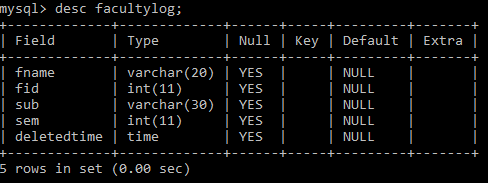 mysql> desc facultylog;
+-------------+-------------+------+-----+---------+-------+
| Field | Type | Null | Key | Default | Extra |
+-------------+-------------+------+-----+---------+-------+
| fname | varchar(20) | YES | | NULL | |
| fid | int(11) | YES | | NULL | |
| sub | varchar(30) | YES | | NULL | |
| sem | int(11) | YES | | NULL | |
| deletedtime | time | YES | | NULL | |
+-------------+-------------+------+-----+---------+-------+
5 rows in set (0.00 sec)